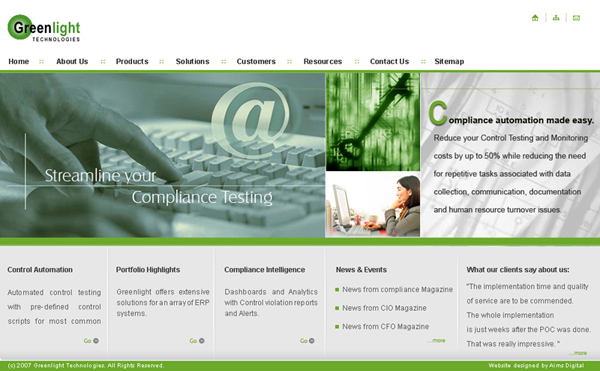 Greenlight
TECHNOLOGIES
Home About Us Products Solutions Customers Resources Contact Us Sitemap
@
Streamline your
Compliance Testing
Compliance automation made easy.
Reduce your Control Testing and Monitoring
costs by up to 50% while reducing the need
for repetitive tasks associated with data
collection, communication, documentation
and human resource turnover issues.
Control Automation
Automated control testing
with pre-defined control
scripts for most common
Go
Portfolio Highlights
Greenlight offers extensive
solutions for an array of ERP
systems.
Go
Compliance Intelligence
Dashboards and Analytics
with Control violation reports
and Alerts.
Go
News & Events
News from compliance Magazine
News from CIO Magazine
News from CFO Magazine
...more
What our clients say about us:
"The implementation time and quality
of service are to be commended.
The whole implementation
is just weeks after the POC was done.
That was really impressive. "
...more
(c) 2007 Greenlight Technologies. All Rights Reserved.
Website designed by Aims Digital